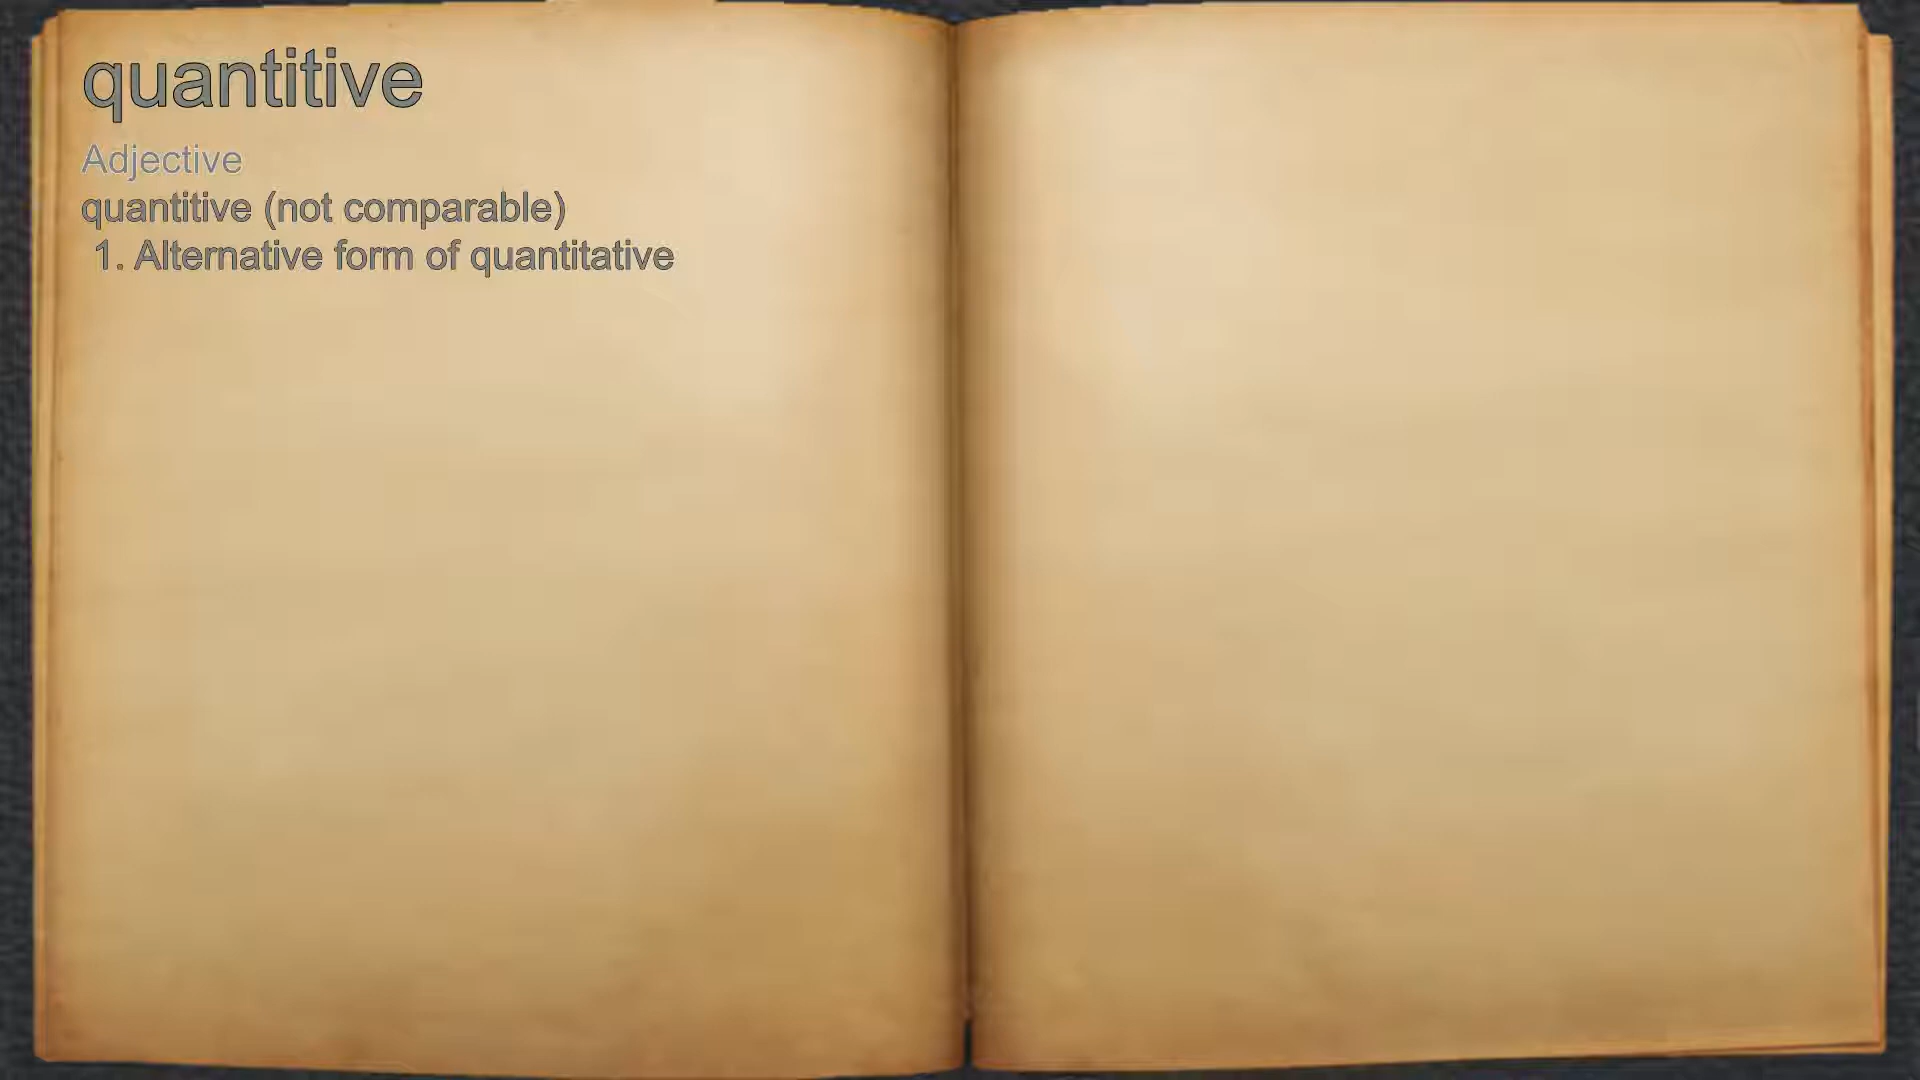 quantitive
Adjective
quantitive (not comparable)
1. Alternative form of quantitative